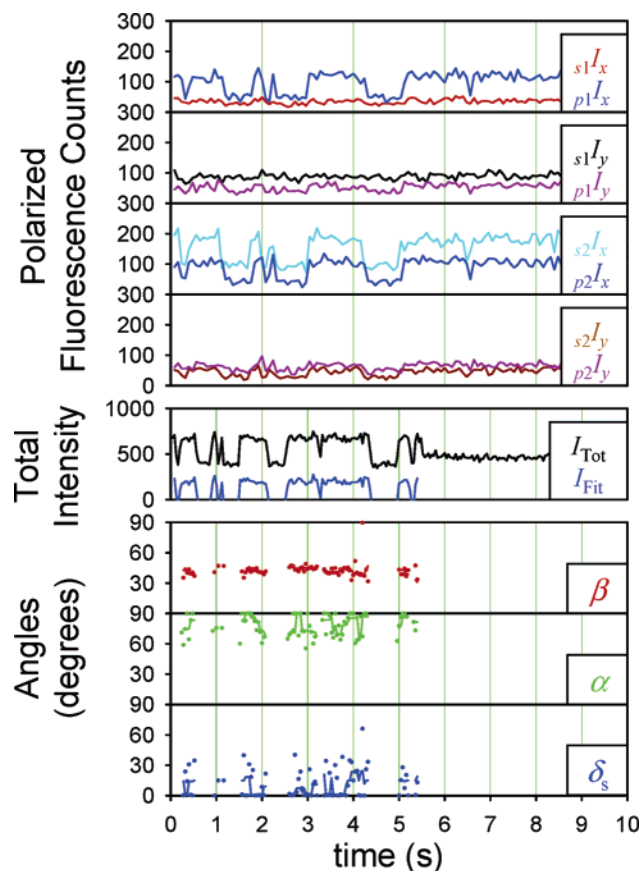 Polarized
Fluorescence Counts
300
200
100
300
200
100
300
200
100
300
200
100
0
s1Ix
p1Ix
s1Iy
p1Iy
s2Ix
p2Ix
s2Iy
p2Iy
Total
Intensity
1000
500
0
ITot
IFit
Angles
(degrees)
90
60
30
90
60
30
90
60
30
0
β
α
δs
0 1 2 3 4 5 6 7 8 9 10
time (s)